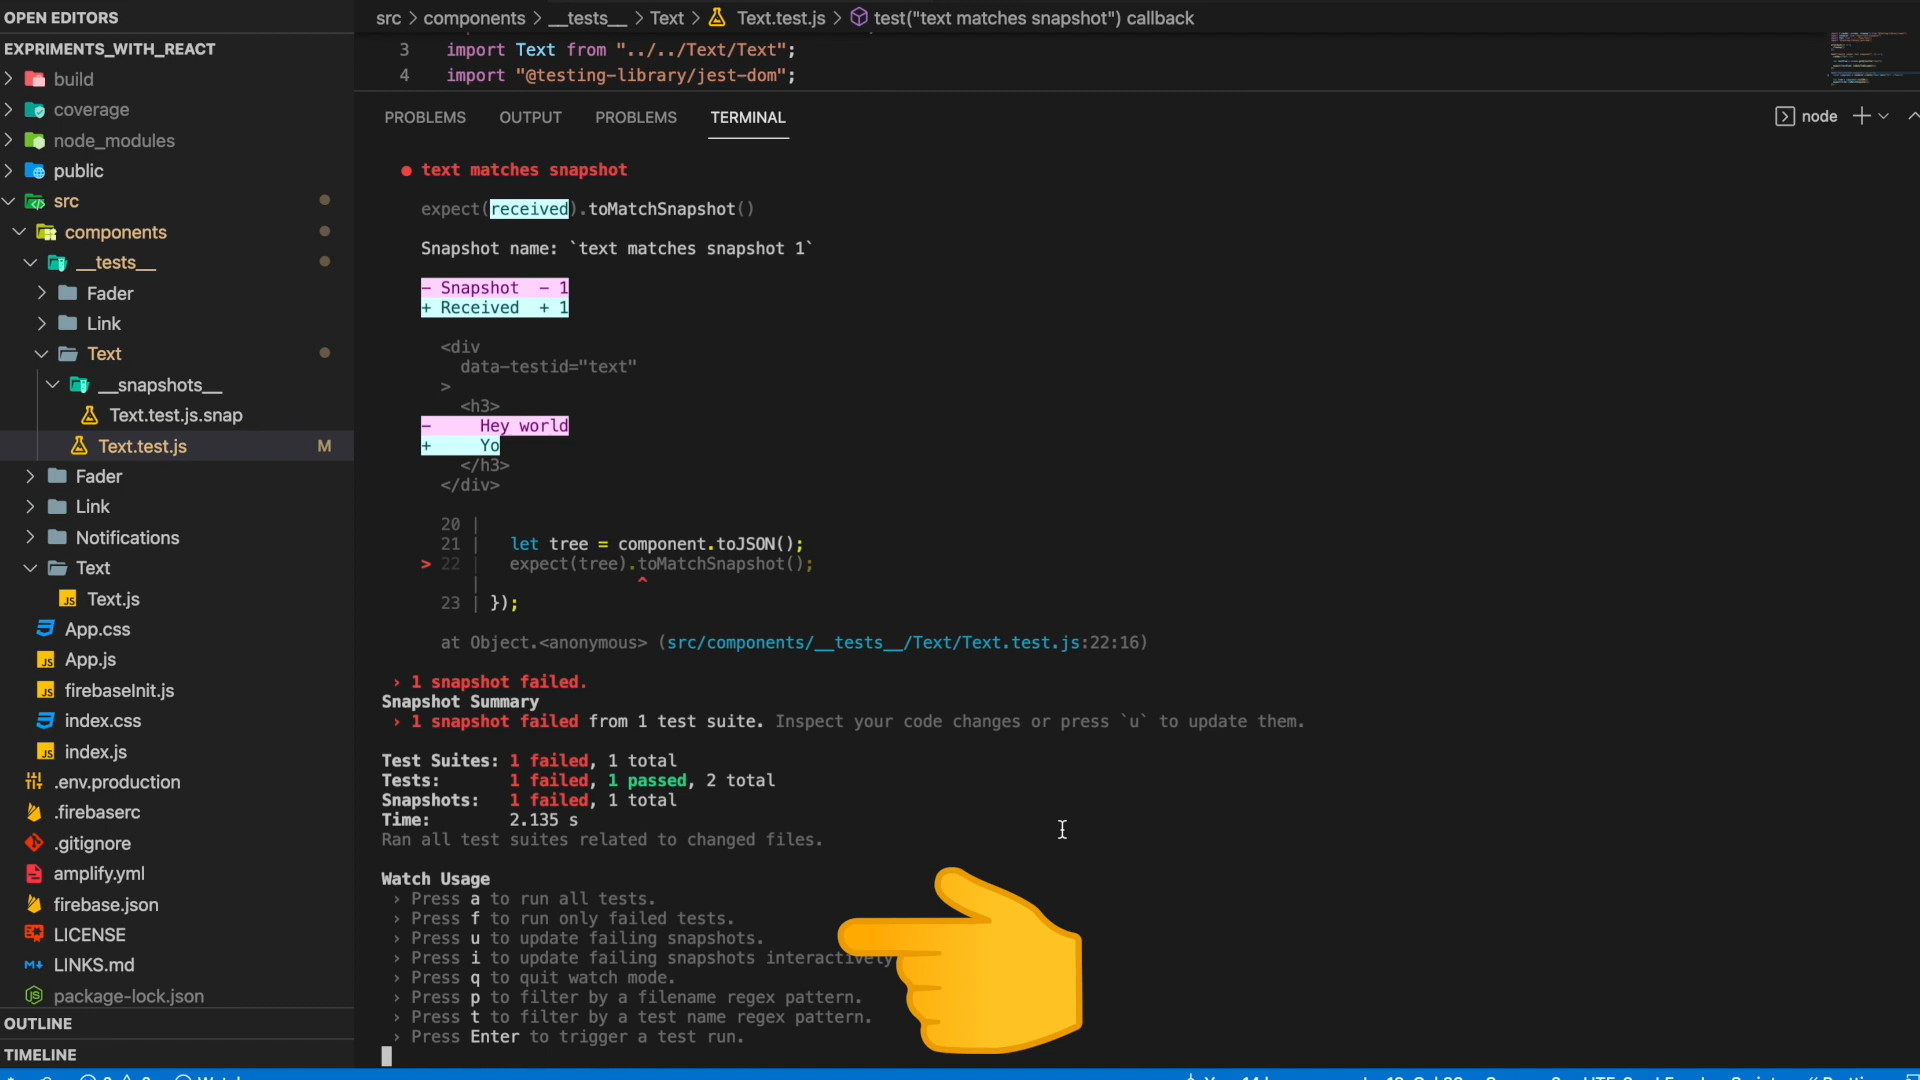 OPEN EDITORS
EXPRIMENTS_WITH_REACT
build
coverage
node_modules
public
src
components
__tests__
Fader
Link
Text
__snapshots__
Text.test.js.snap
Text.test.js M
Fader
Link
Notifications
Text
Text.js
App.css
App.js
firebaseInit.js
index.css
index.js
.env.production
.firebaserc
.gitignore
amplify.yml
firebase.json
LICENSE
LINKS.md
package-lock.json
OUTLINE
TIMELINE
src > components > __tests__ > Text > Text.test.js > test("text matches snapshot") callback
3 import Text from "../../Text/Text";
4 import "@testing-library/jest-dom";
PROBLEMS OUTPUT PROBLEMS TERMINAL
node
● text matches snapshot
expect(received).toMatchSnapshot()
Snapshot name: `text matches snapshot 1`
- Snapshot - 1
+ Received + 1
<div
data-testid="text"
>
<h3>
- Hey world
+ Yo
</h3>
</div>
20 |
21 | let tree = component.toJSON();
> 22 | expect(tree).toMatchSnapshot();
| ^
23 | });
at Object.<anonymous> (src/components/__tests__/Text/Text.test.js:22:16)
› 1 snapshot failed.
Snapshot Summary
› 1 snapshot failed from 1 test suite. Inspect your code changes or press `u` to update them.
Test Suites: 1 failed, 1 total
Tests: 1 failed, 1 passed, 2 total
Snapshots: 1 failed, 1 total
Time: 2.135 s
Ran all test suites related to changed files.
Watch Usage
› Press a to run all tests.
› Press f to run only failed tests.
› Press u to update failing snapshots.
› Press i to update failing snapshots interactively
› Press q to quit watch mode.
› Press p to filter by a filename regex pattern.
› Press t to filter by a test name regex pattern.
› Press Enter to trigger a test run.